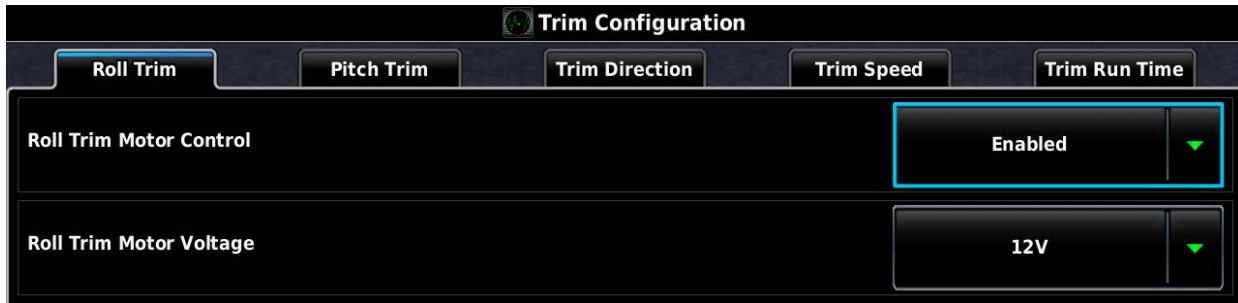 Trim Configuration
Roll Trim Pitch Trim Trim Direction Trim Speed Trim Run Time
Roll Trim Motor Control Enabled
Roll Trim Motor Voltage 12V